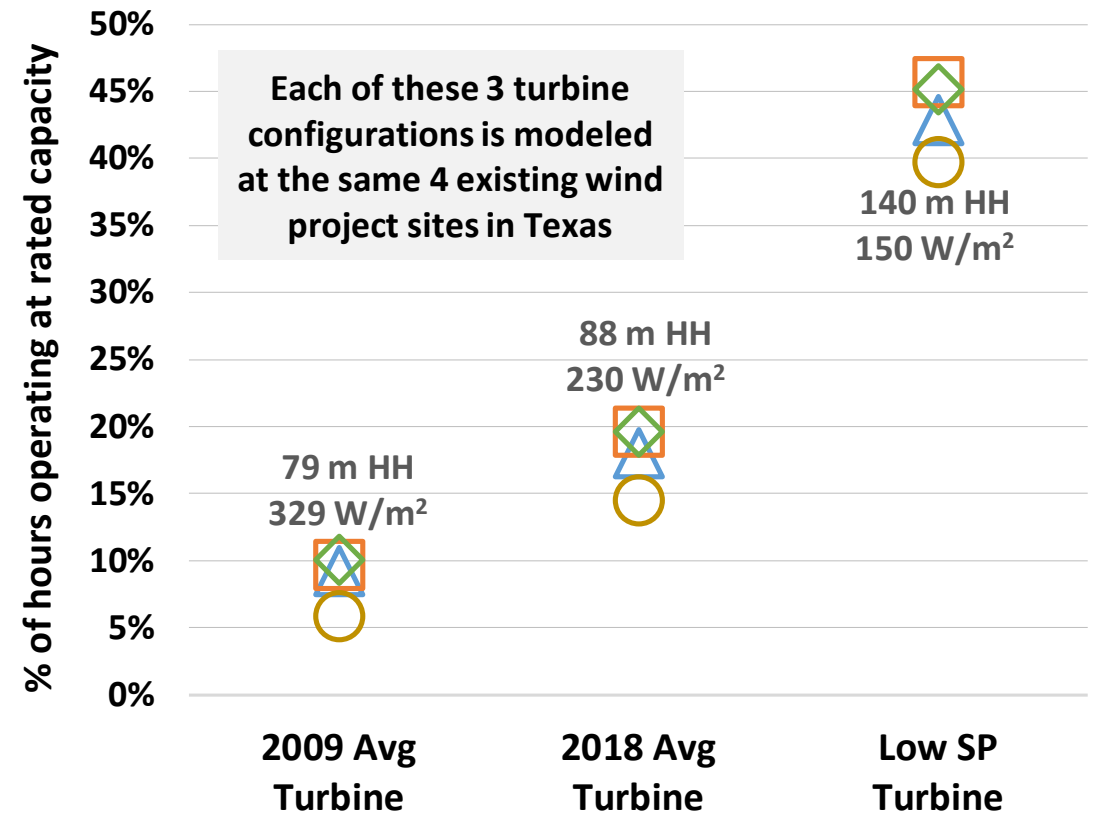 % of hours operating at rated capacity
50%
45%
40%
35%
30%
25%
20%
15%
10%
5%
0%
Each of these 3 turbine
configurations is modeled
at the same 4 existing wind
project sites in Texas
79 m HH
329 W/m²
88 m HH
230 W/m²
140 m HH
150 W/m²
2009 Avg
Turbine
2018 Avg
Turbine
Low SP
Turbine